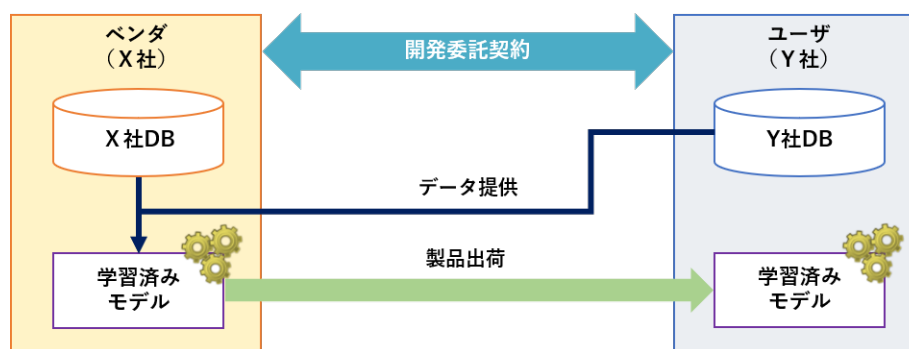 ベンダ
（X社）
開発委託契約
ユーザ
（Y社）
X社DB
Y社DB
データ提供
製品出荷
学習済み
モデル
学習済み
モデル